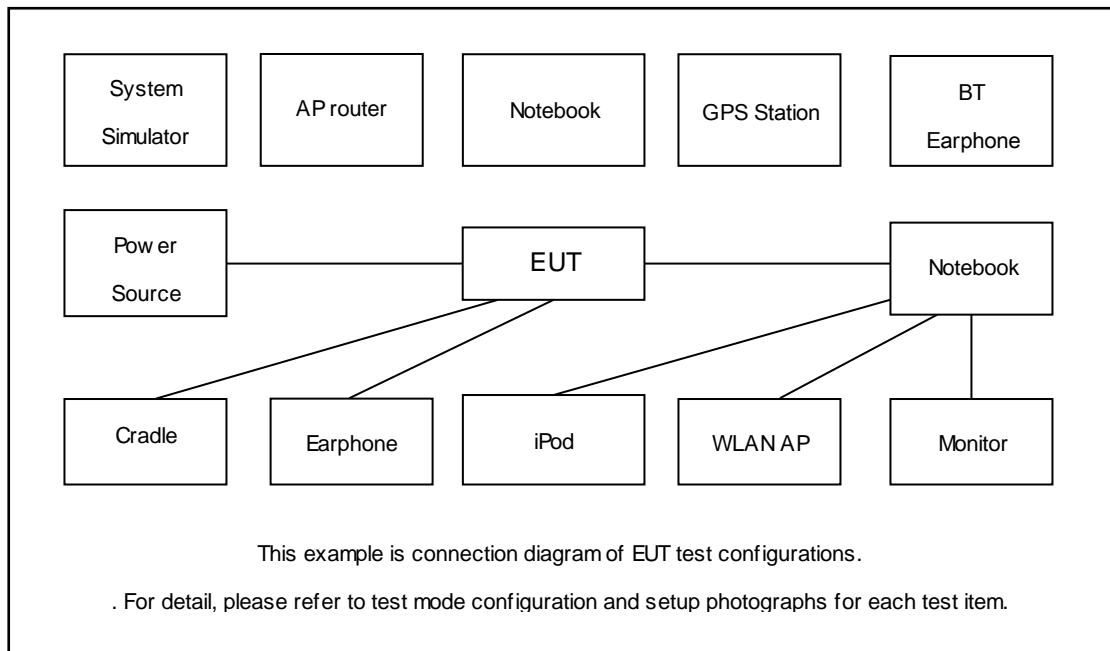 System
Simulator
AP router
Notebook
GPS Station
BT
Earphone
Power
Source
EUT
Notebook
Cradle
Earphone
iPod
WLAN AP
Monitor
This example is connection diagram of EUT test configurations.
. For detail, please refer to test mode configuration and setup photographs for each test item.